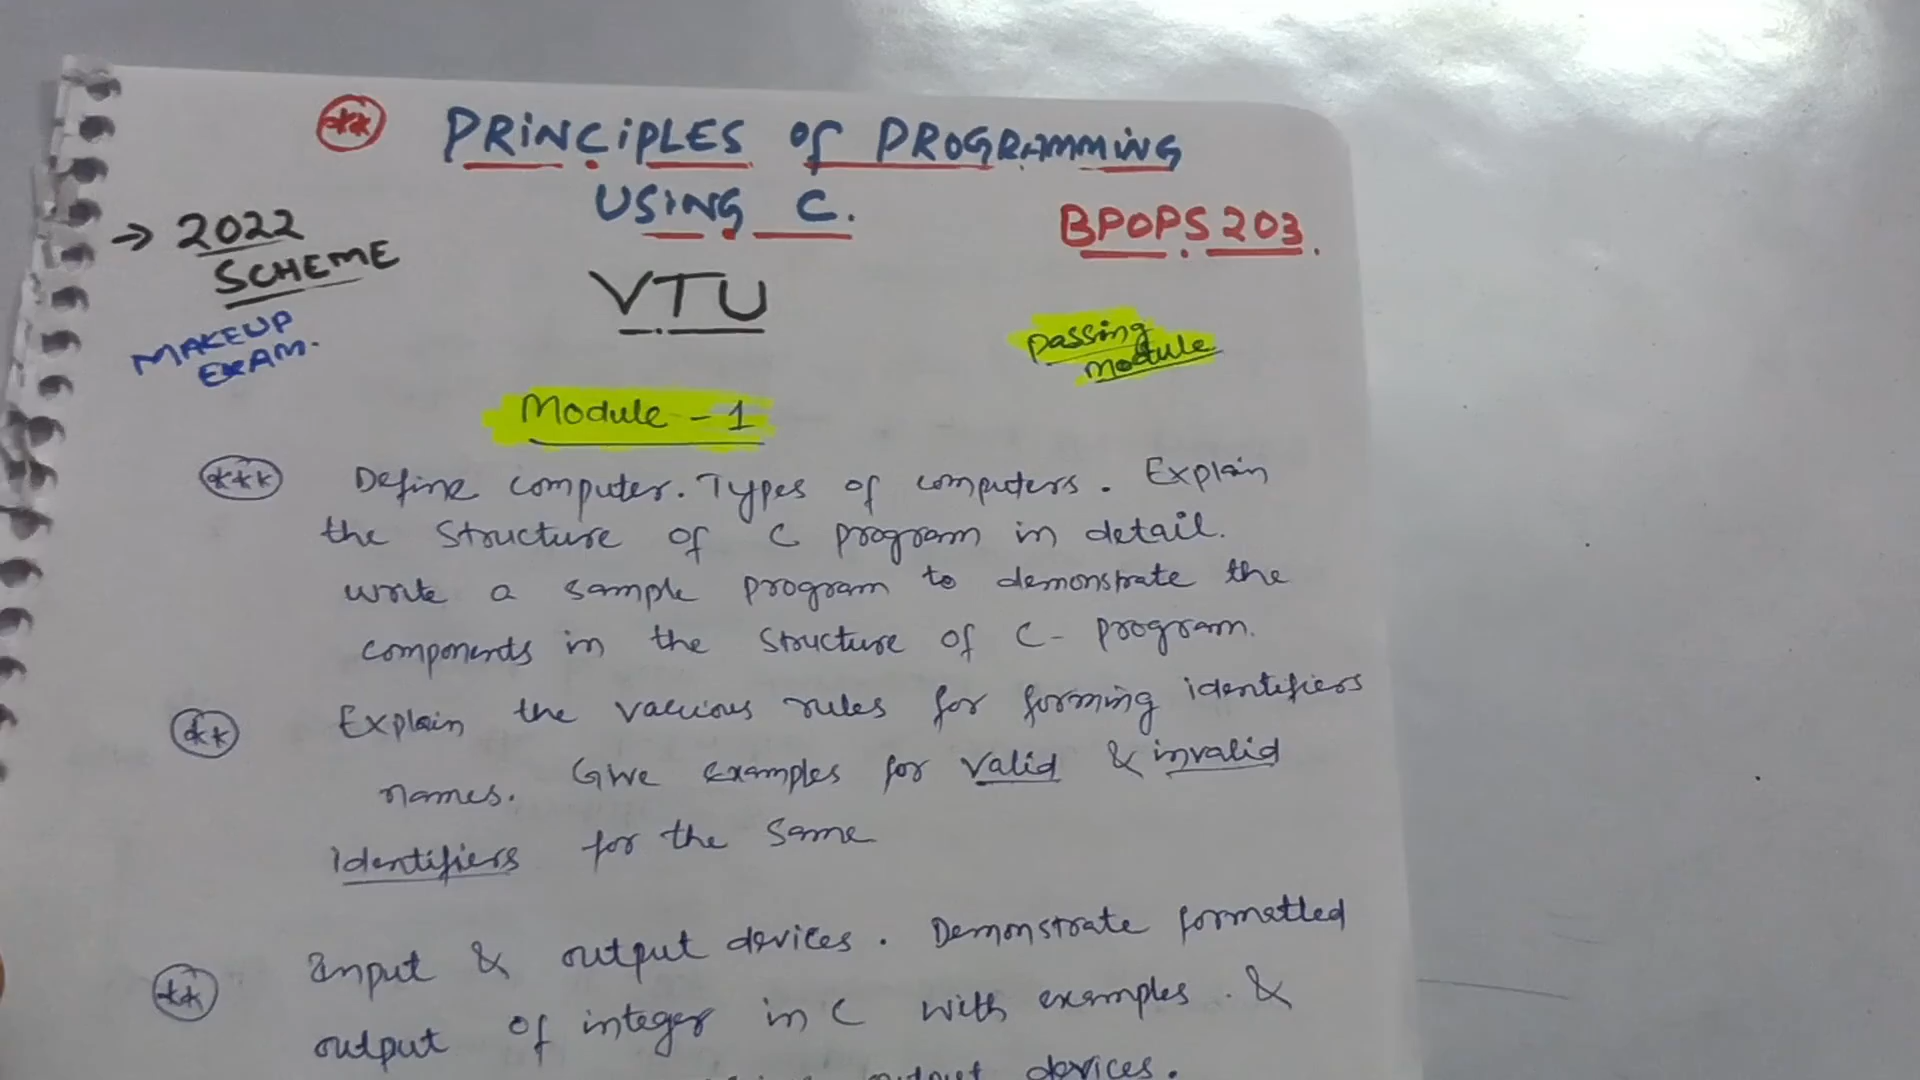 ** PRINCIPLES OF PROGRAMMING
USING C.
BPOPS203.
→ 2022
SCHEME
VTU
MAKEUP
EXAM.
Passing
Module
Module - 1
*** Define computer. Types of computers. Explain
the structure of C program in detail.
write a sample program to demonstrate the
components in the structure of C - program.
** Explain the various rules for forming identifiers
names. Give examples for valid & invalid
identifiers for the same
** Input & output devices. Demonstrate formatted
output of integer in C with examples. &
output devices.